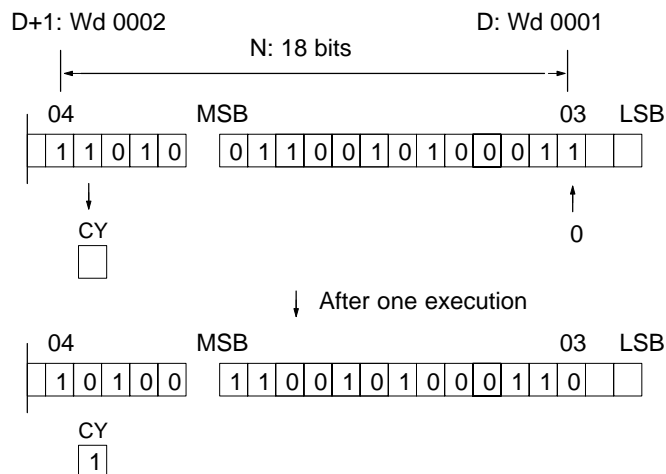 D+1: Wd 0002 D: Wd 0001
N: 18 bits
04 MSB 03 LSB
1 1 0 1 0 0 1 1 0 0 1 0 1 0 0 0 1 1 1
CY 0
After one execution
04 MSB 03 LSB
1 0 1 0 0 1 1 0 0 1 0 1 0 0 0 1 1 0
CY
1